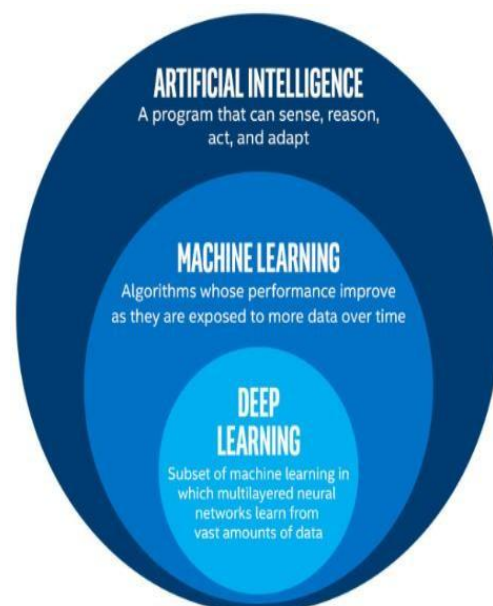 ARTIFICIAL INTELLIGENCE
A program that can sense, reason,
act, and adapt
MACHINE LEARNING
Algorithms whose performance improve
as they are exposed to more data over time
DEEP
LEARNING
Subset of machine learning in
which multilayered neural
networks learn from
vast amounts of data